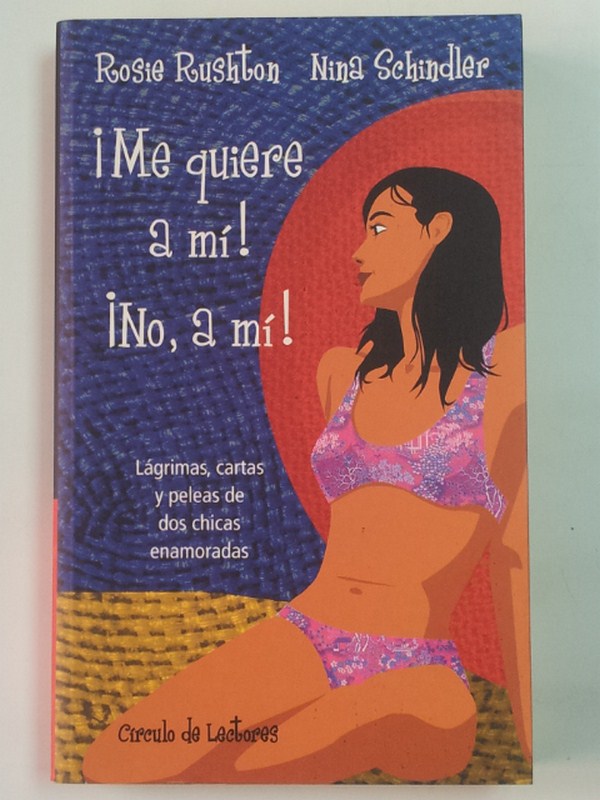 Rosie Rushton   Nina Schindler
¡Me quiere
a mí!
¡No, a mí!
Lágrimas, cartas
y peleas de
dos chicas
enamoradas
Círculo de Lectores